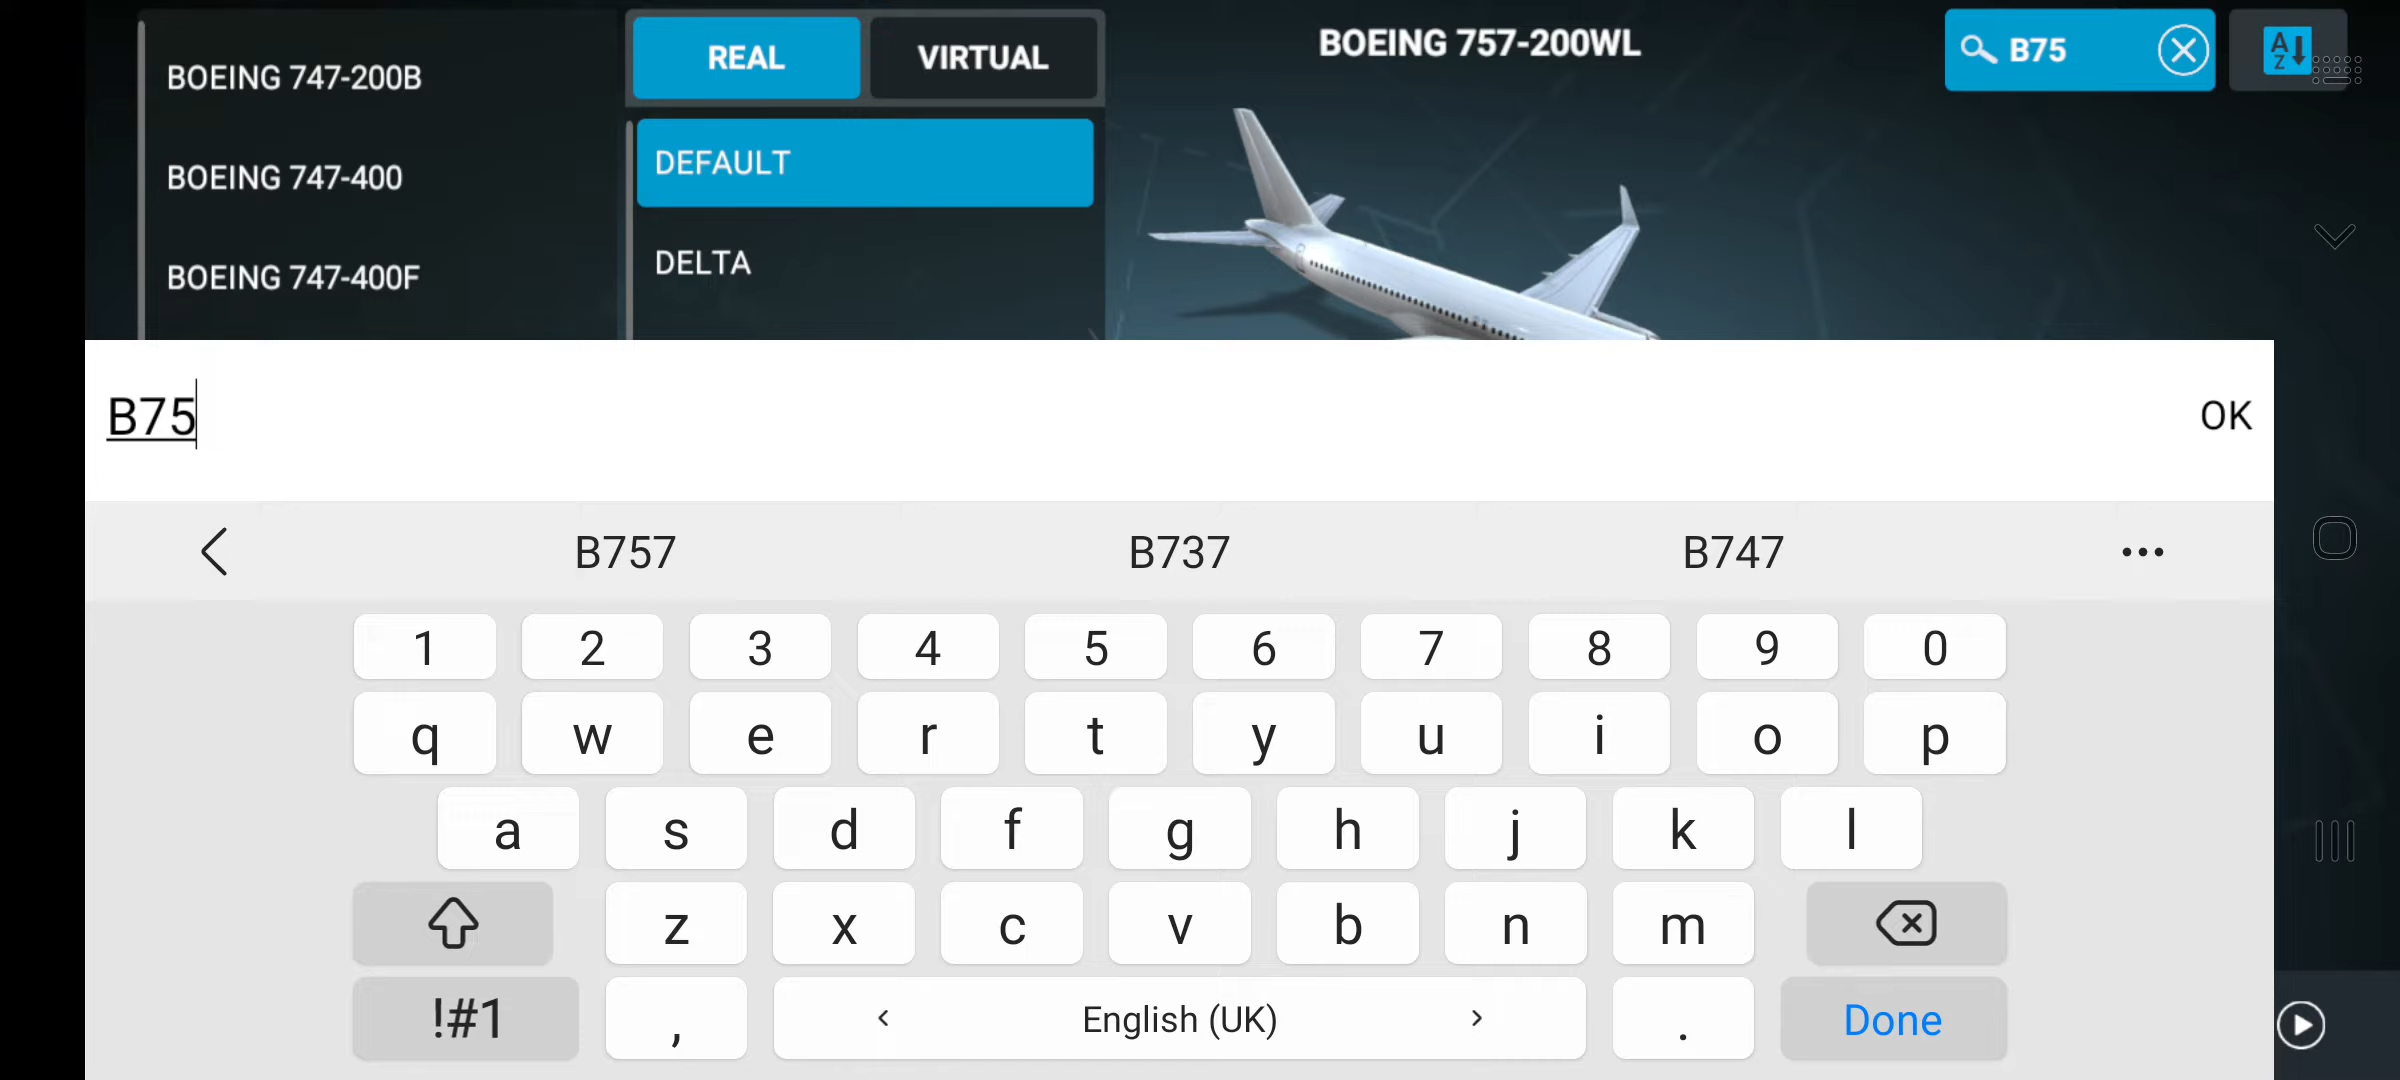 BOEING 747-200B
BOEING 747-400
BOEING 747-400F
REAL
VIRTUAL
DEFAULT
DELTA
BOEING 757-200WL
B75
A
Z
B75
OK
B757
B737
B747
1 2 3 4 5 6 7 8 9 0
q w e r t y u i o p
a s d f g h j k l
z x c v b n m
!#1 , English (UK) . Done